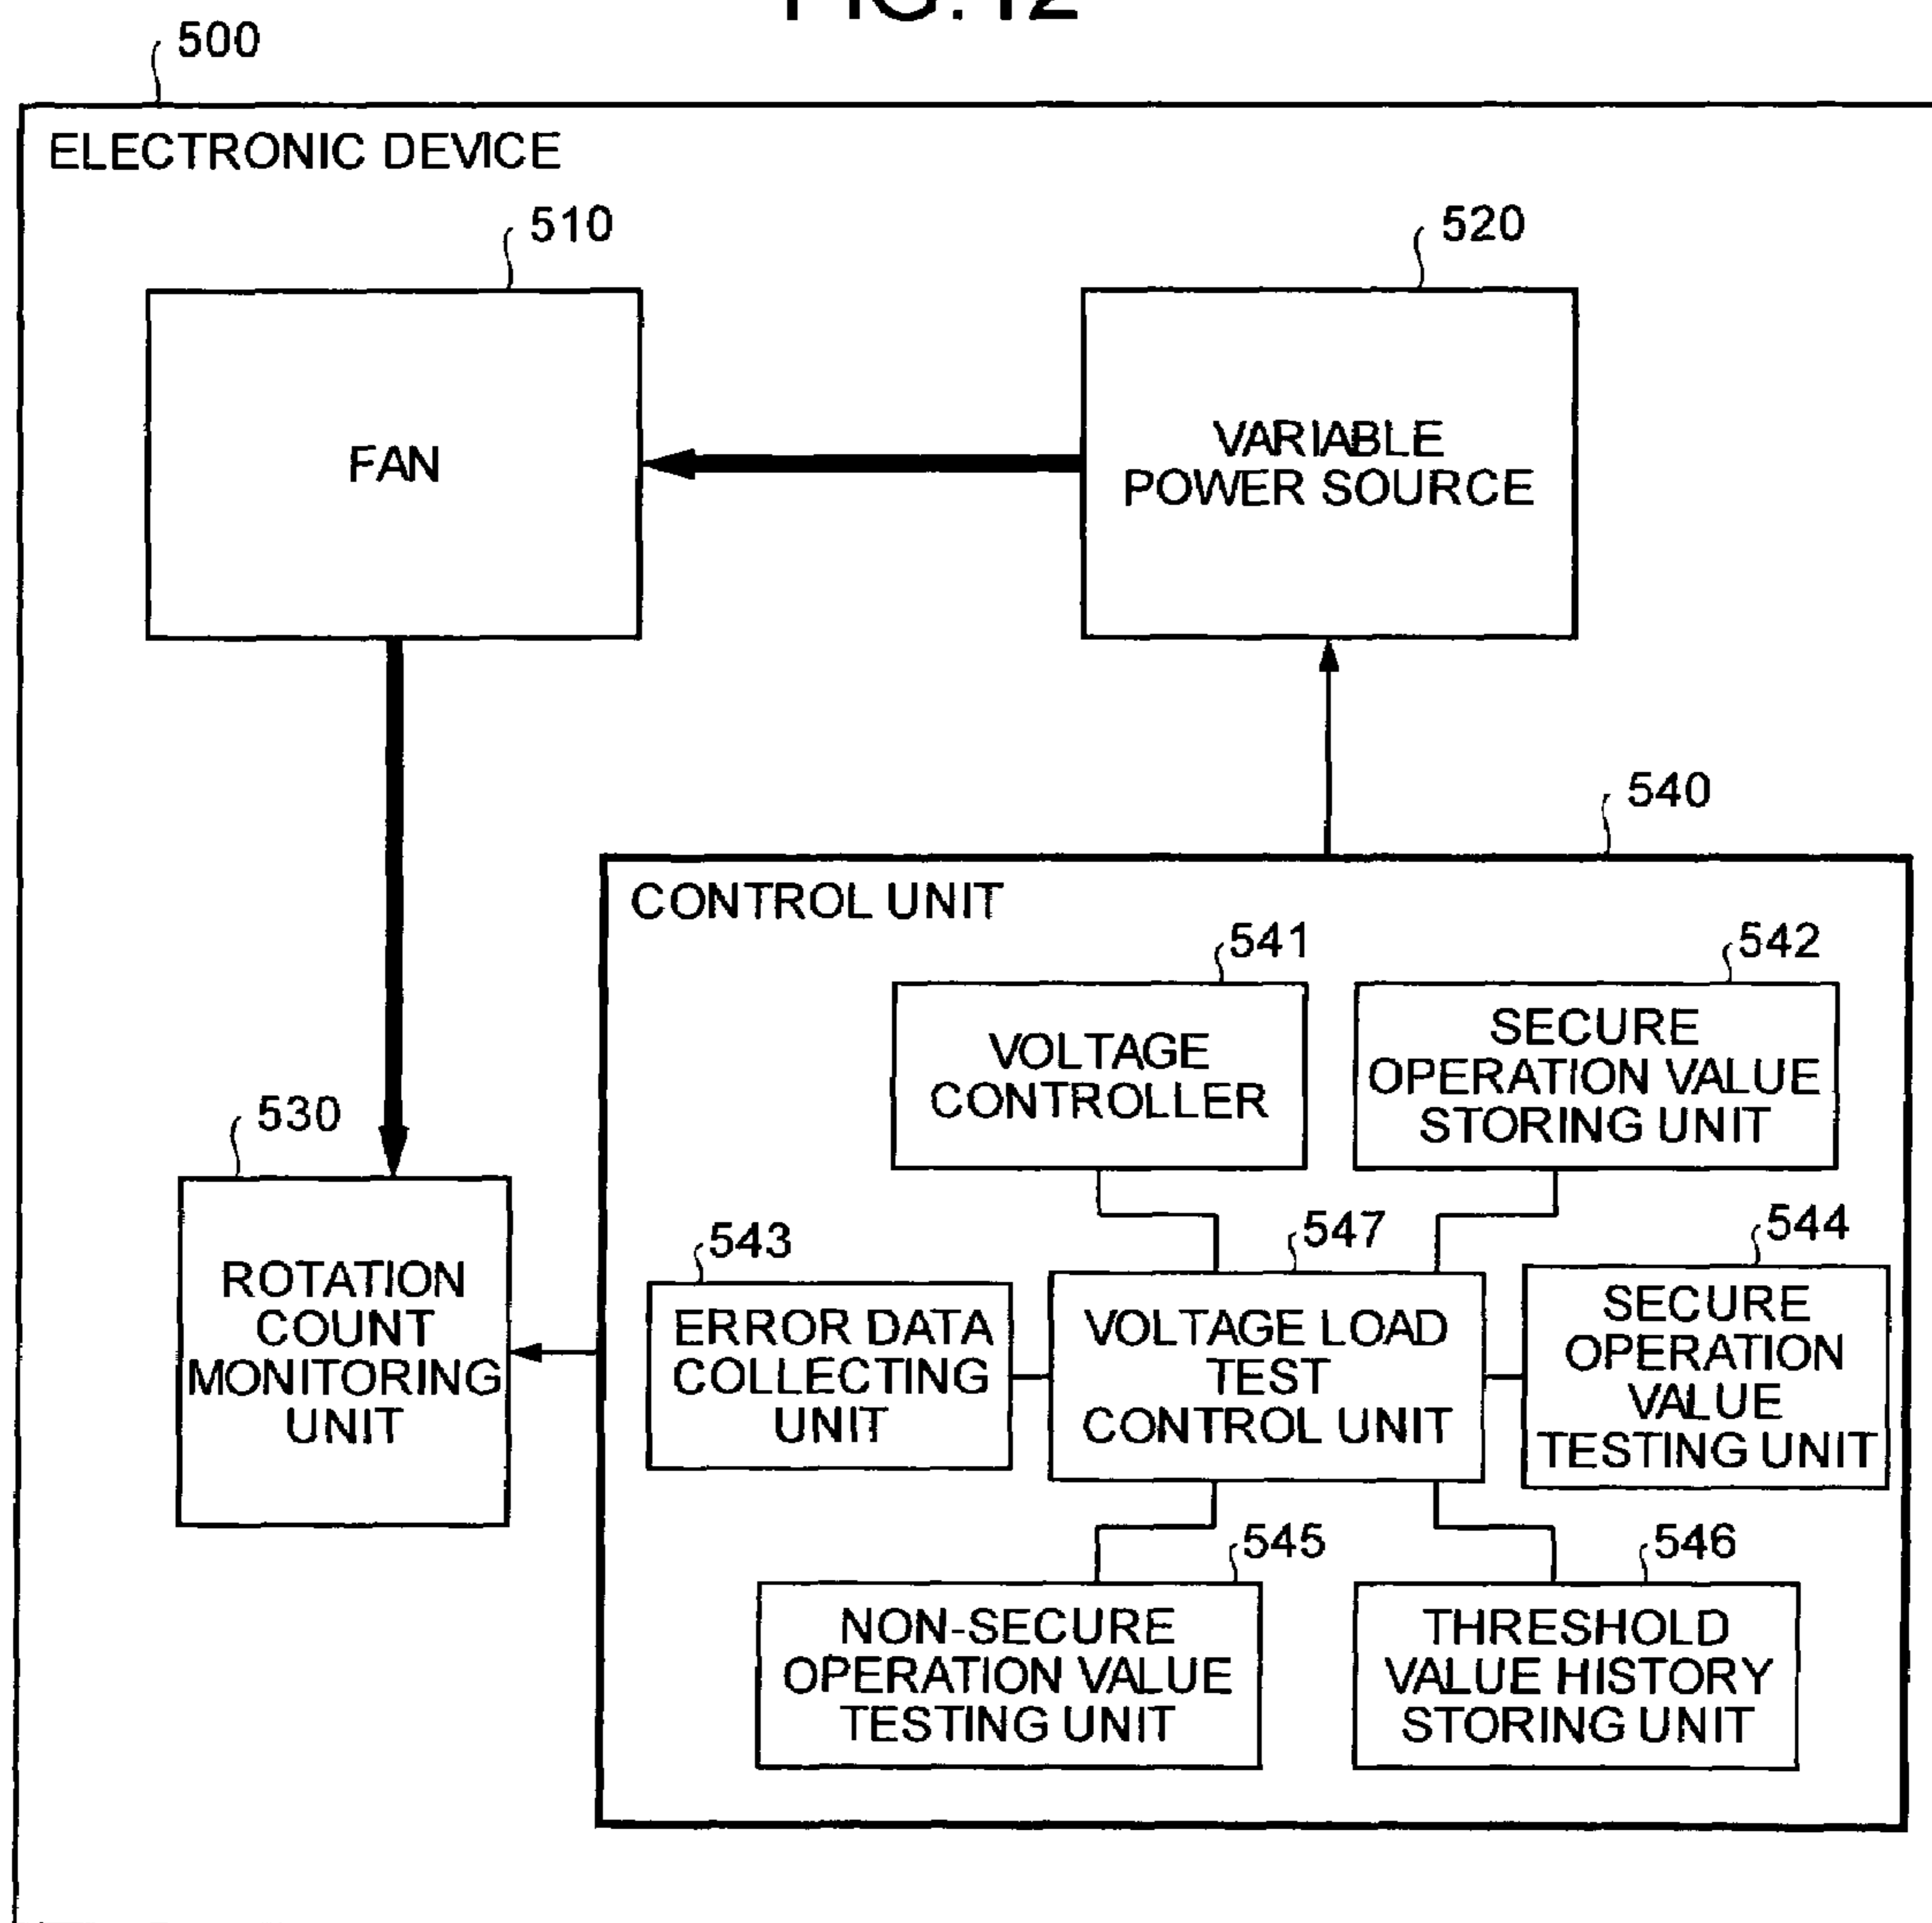 FIG.12
500
ELECTRONIC DEVICE
510
520
FAN
VARIABLE
POWER SOURCE
540
CONTROL UNIT
541
542
VOLTAGE
CONTROLLER
SECURE
OPERATION VALUE
STORING UNIT
530
ROTATION
COUNT
MONITORING
UNIT
543
547
544
ERROR DATA
COLLECTING
UNIT
VOLTAGE LOAD
TEST
CONTROL UNIT
SECURE
OPERATION
VALUE
TESTING UNIT
545
546
NON-SECURE
OPERATION VALUE
TESTING UNIT
THRESHOLD
VALUE HISTORY
STORING UNIT